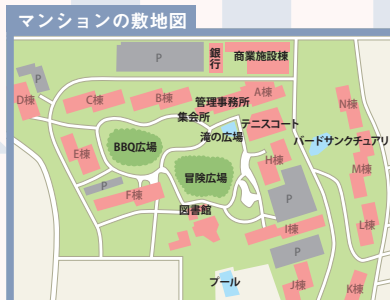 マンションの敷地図
P
銀行
商業施設棟
P
D棟
C棟
B棟
管理事務所
A棟
N棟
集会所
滝の広場
テニスコート
バードサンクチュアリ
BBQ広場
E棟
H棟
M棟
冒険広場
P
F棟
P
図書館
L棟
I棟
P
プール
J棟
K棟